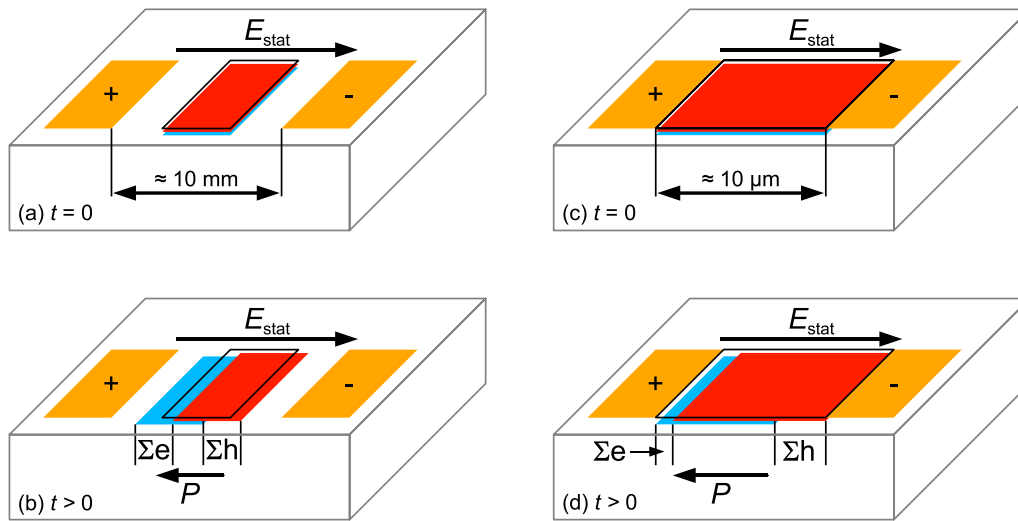 E_stat
+
-
≈ 10 mm
(a) t = 0
E_stat
+
-
≈ 10 µm
(c) t = 0
E_stat
+
-
Σe Σh
P
(b) t > 0
E_stat
+
-
Σe Σh
P
(d) t > 0